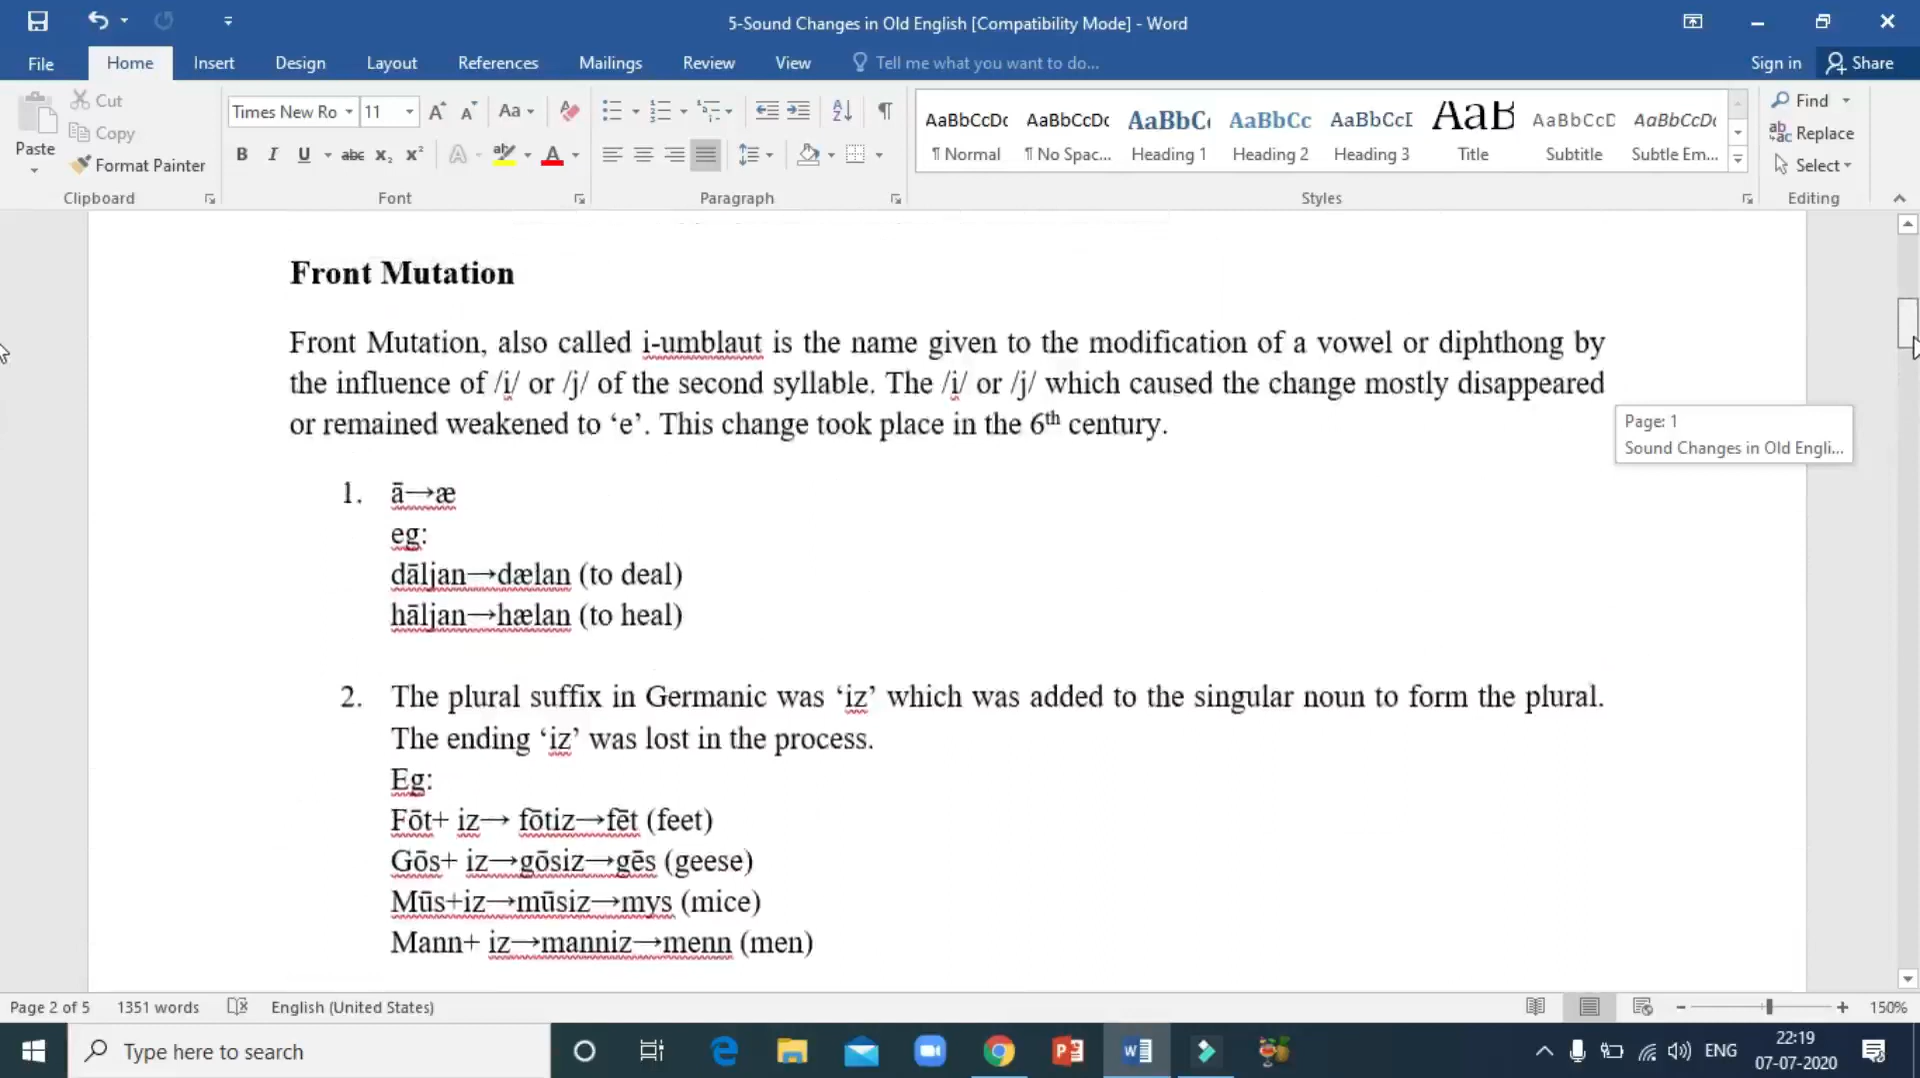 5-Sound Changes in Old English [Compatibility Mode] - Word
File Home Insert Design Layout References Mailings Review View Tell me what you want to do... Sign in Share
Paste Cut Copy Format Painter Clipboard
Times New Ro 11 Font
Paragraph
AaBbCcDc AaBbCcDc AaBbC AaBbCc AaBbCcI AaB AaBbCcD AaBbCcDc
¶ Normal ¶ No Spac... Heading 1 Heading 2 Heading 3 Title Subtitle Subtle Em...
Styles
Find Replace Select Editing
Front Mutation
Front Mutation, also called i-umblaut is the name given to the modification of a vowel or diphthong by
the influence of /i/ or /j/ of the second syllable. The /i/ or /j/ which caused the change mostly disappeared
or remained weakened to ‘e’. This change took place in the 6th century.
Page: 1
Sound Changes in Old Engli...
1. ā→æ
eg:
dāljan→dælan (to deal)
hāljan→hælan (to heal)
2. The plural suffix in Germanic was ‘iz’ which was added to the singular noun to form the plural.
The ending ‘iz’ was lost in the process.
Eg:
Fōt+ iz→ fōtiz→fēt (feet)
Gōs+ iz→gōsiz→gēs (geese)
Mūs+iz→mūsiz→mys (mice)
Mann+ iz→manniz→menn (men)
Page 2 of 5 1351 words English (United States) 150%
Type here to search
ENG
22:19
07-07-2020